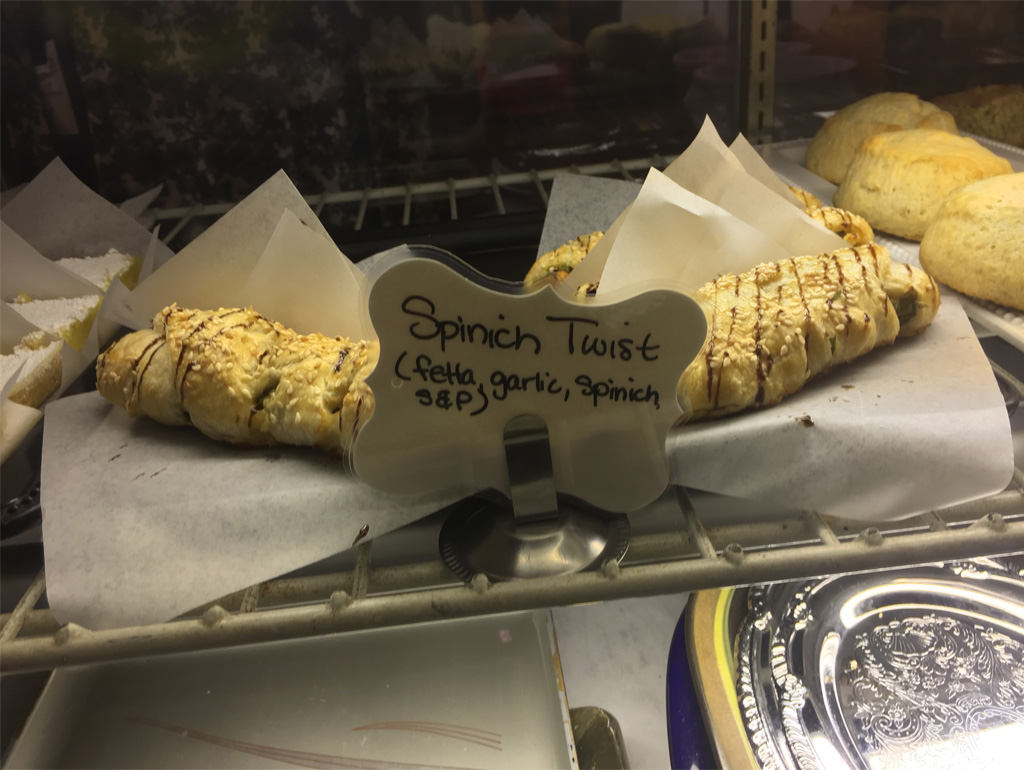 Spinich Twist
(fetta, garlic, spinich,
S&P)